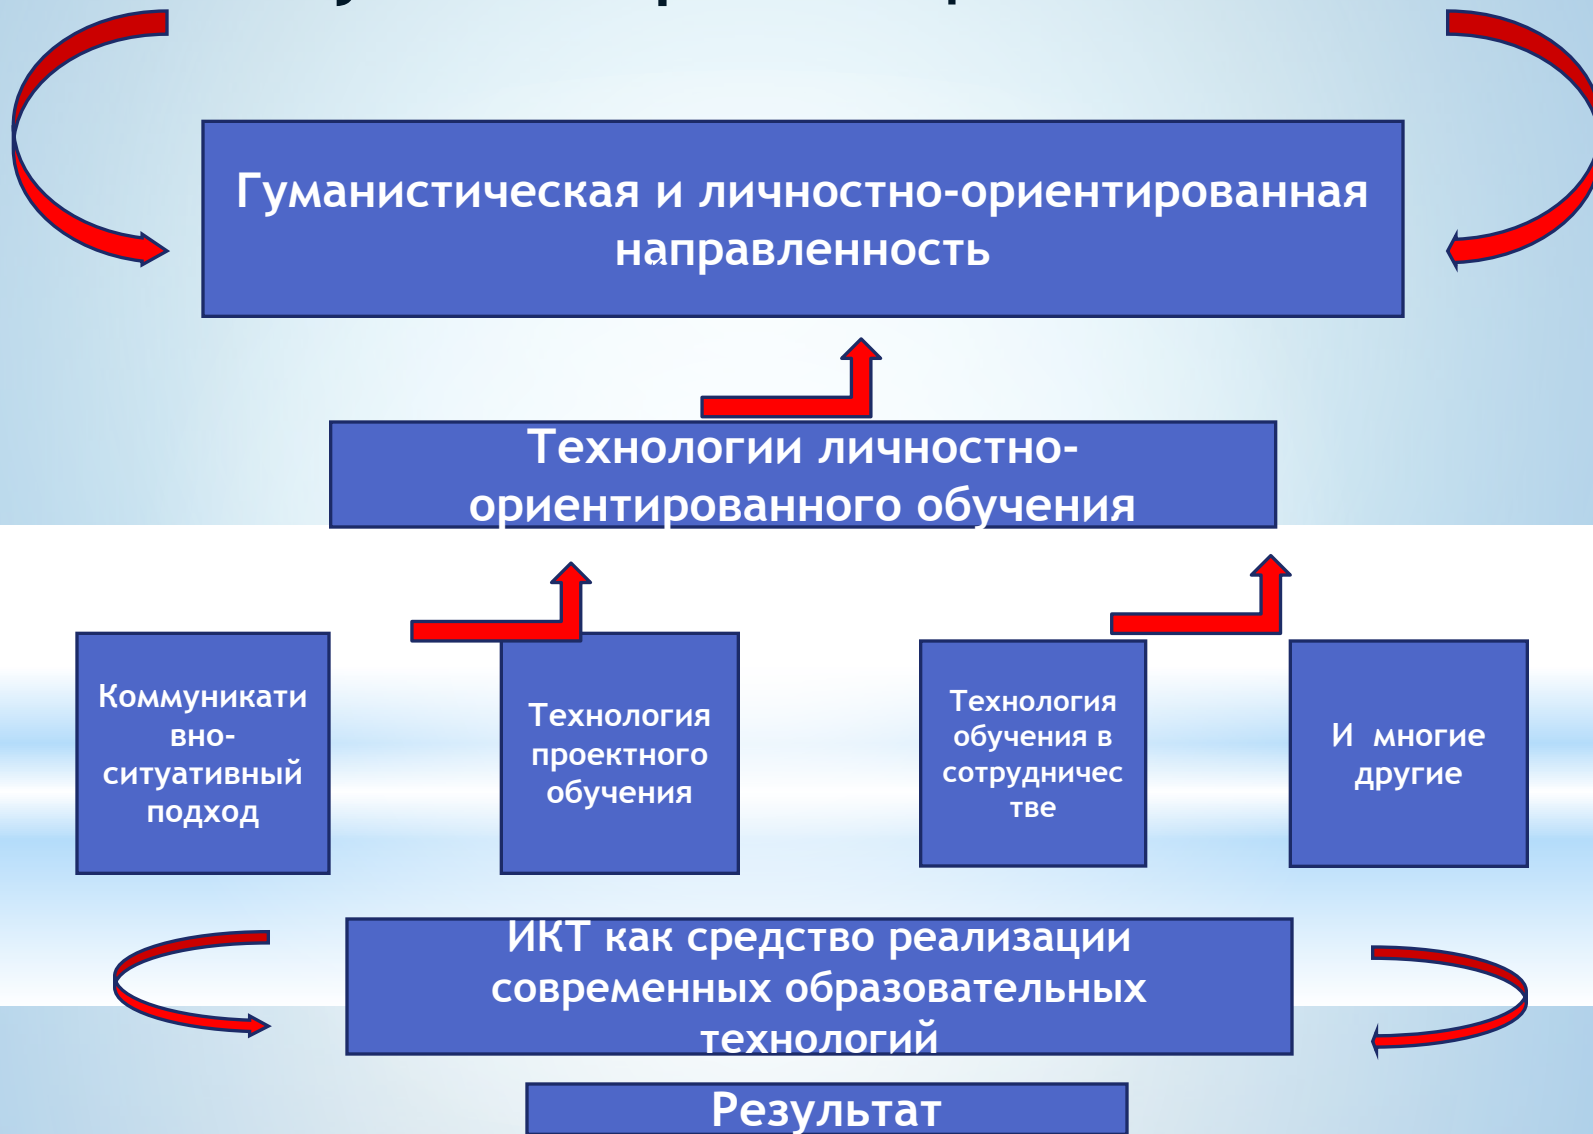 Гуманистическая и личностно-ориентированная
направленность
Технологии личностно-
ориентированного обучения
Коммуникати
вно-
ситуативный
подход
Технология
проектного
обучения
Технология
обучения в
сотрудничес
тве
И  многие
другие
ИКТ как средство реализации
современных образовательных
технологий
Результат